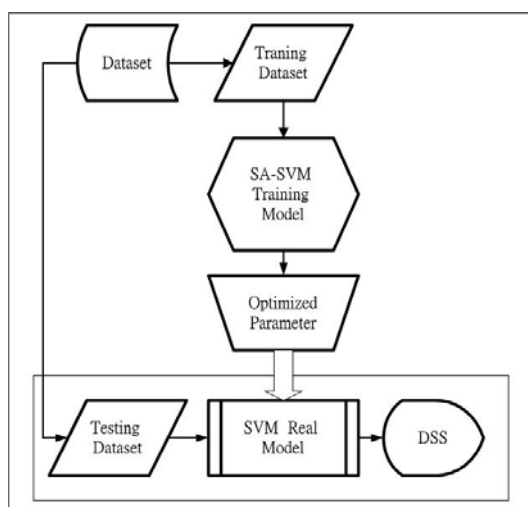 Dataset
Traning
Dataset
SA-SVM
Training
Model
Optimized
Parameter
Testing
Dataset
SVM Real
Model
DSS